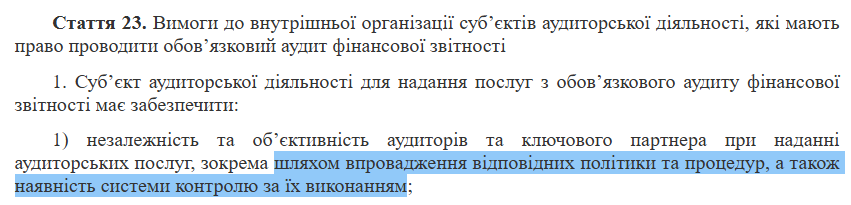 Стаття 23. Вимоги до внутрішньої організації суб’єктів аудиторської діяльності, які мають
право проводити обов’язковий аудит фінансової звітності
1. Суб’єкт аудиторської діяльності для надання послуг з обов’язкового аудиту фінансової
звітності має забезпечити:
1) незалежність та об’єктивність аудиторів та ключового партнера при наданні
аудиторських послуг, зокрема шляхом впровадження відповідних політики та процедур, а також
наявність системи контролю за їх виконанням;